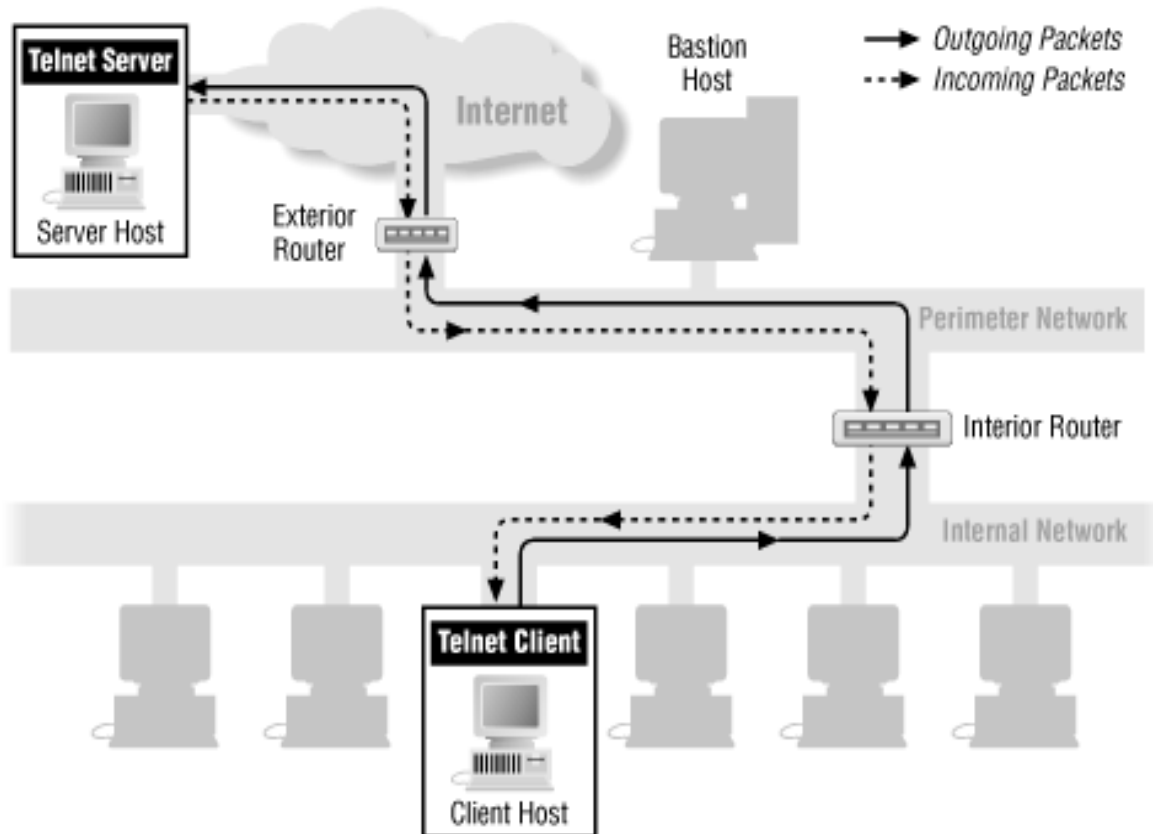 Telnet Server
Server Host
Internet
Bastion
Host
Outgoing Packets
Incoming Packets
Exterior
Router
Perimeter Network
Interior Router
Internal Network
Telnet Client
Client Host